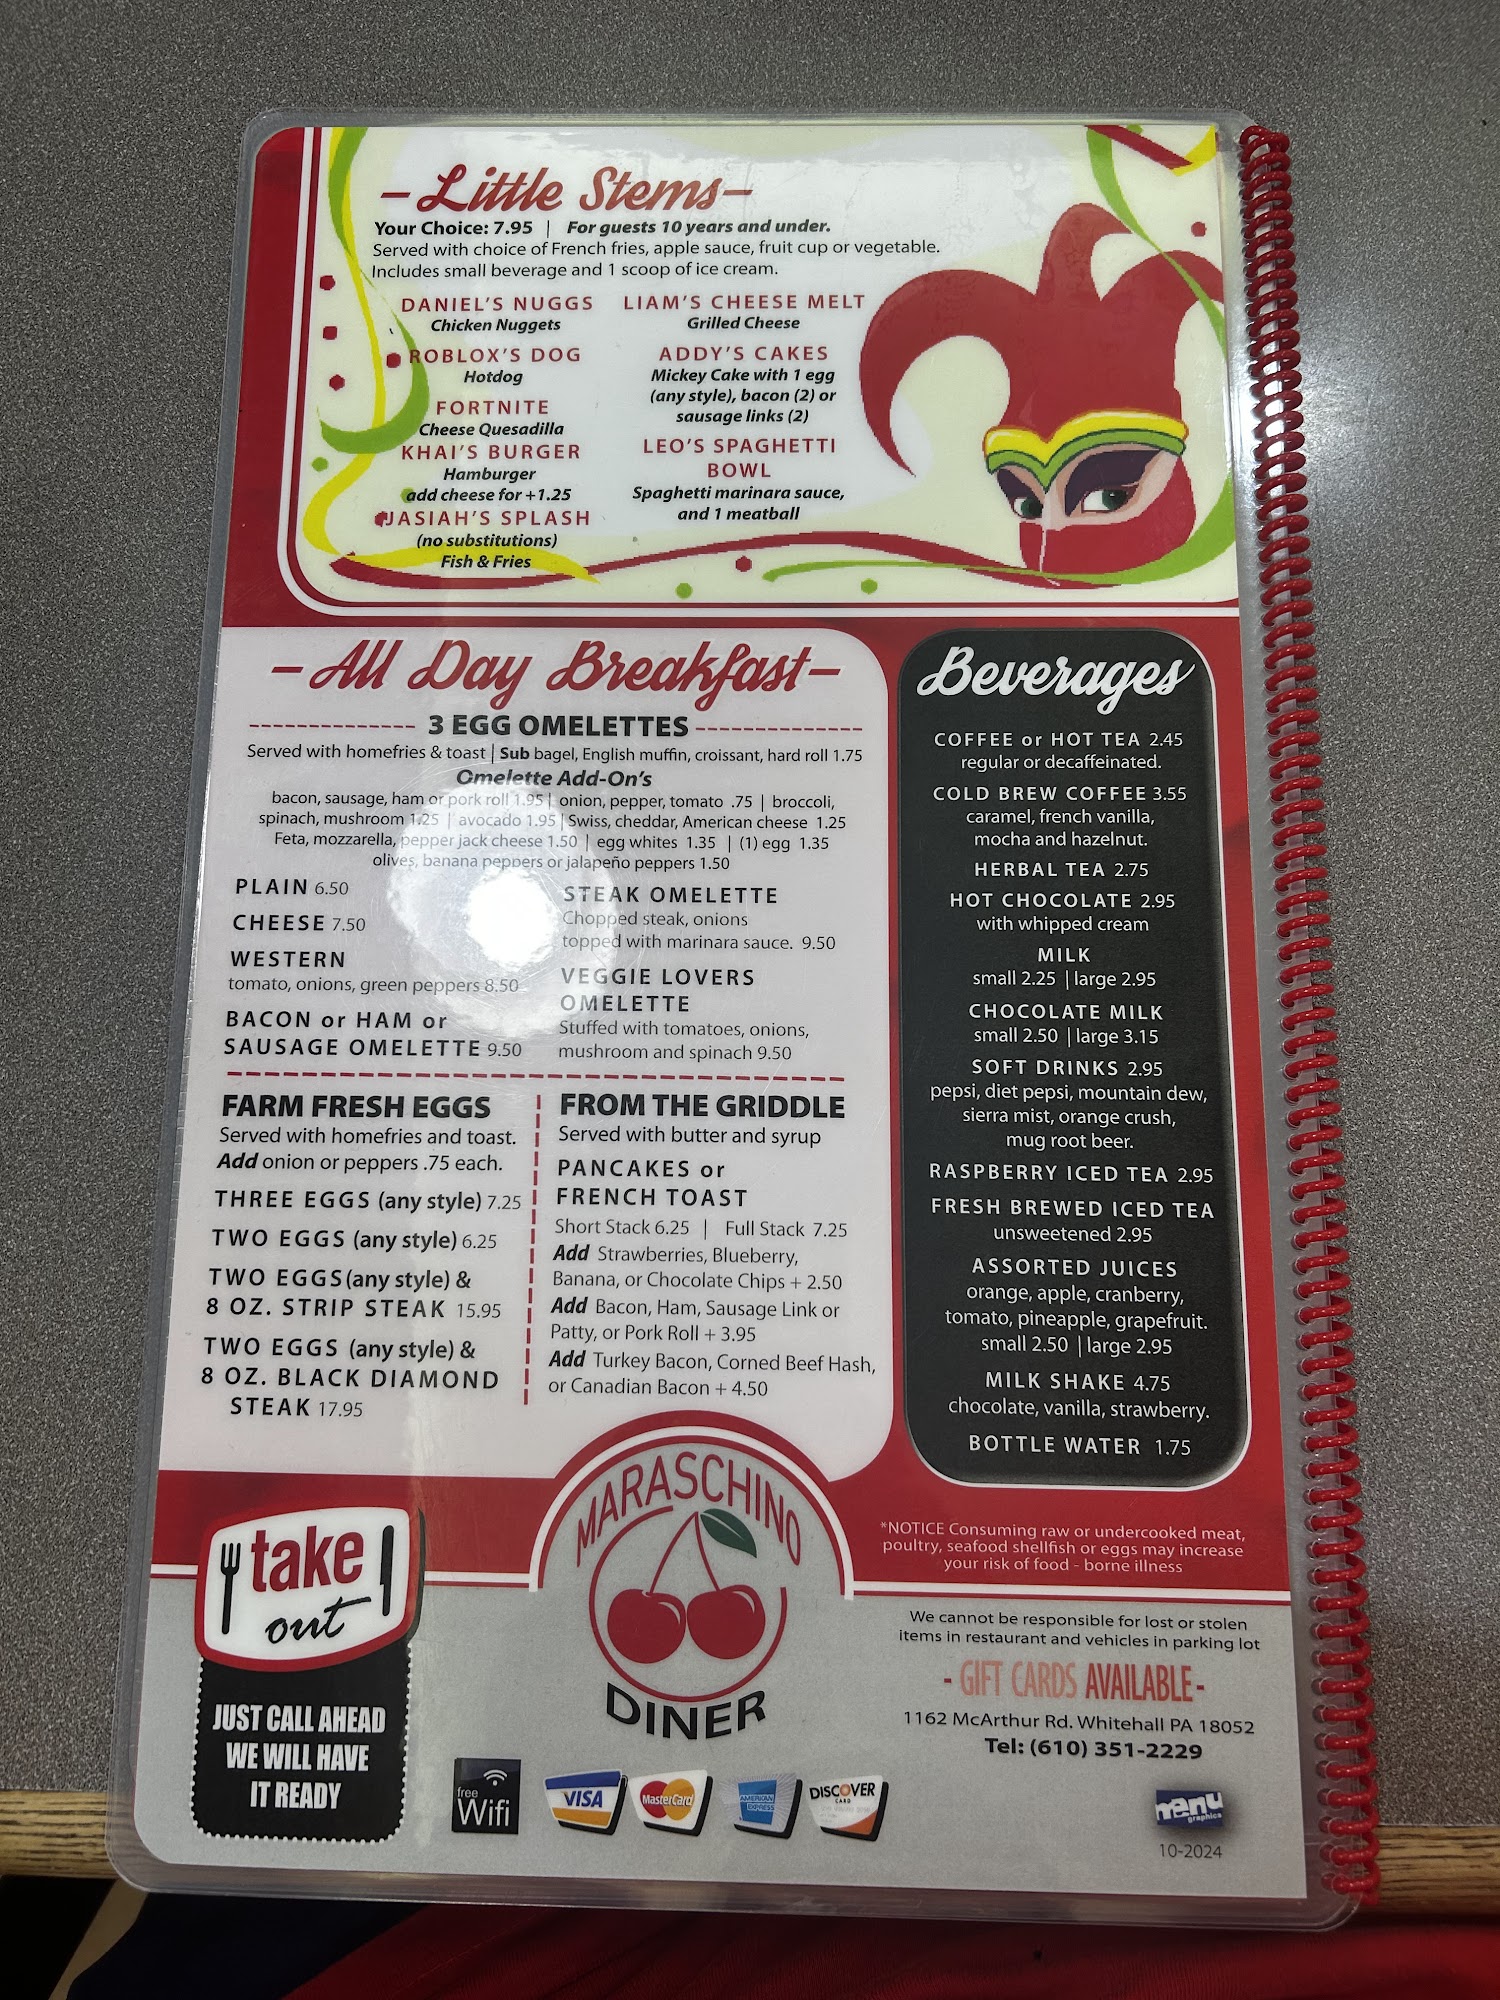 – Little Stems –
Your Choice: 7.95 | For guests 10 years and under.
Served with choice of French fries, apple sauce, fruit cup or vegetable.
Includes small beverage and 1 scoop of ice cream.
DANIEL'S NUGGS
Chicken Nuggets
ROBLOX'S DOG
Hotdog
FORTNITE
Cheese Quesadilla
KHAI'S BURGER
Hamburger
add cheese for +1.25
JASIAH'S SPLASH
(no substitutions)
Fish & Fries
LIAM'S CHEESE MELT
Grilled Cheese
ADDY'S CAKES
Mickey Cake with 1 egg
(any style), bacon (2) or
sausage links (2)
LEO'S SPAGHETTI
BOWL
Spaghetti marinara sauce,
and 1 meatball
– All Day Breakfast –
3 EGG OMELETTES
Served with homefries & toast | Sub bagel, English muffin, croissant, hard roll 1.75
Omelette Add-On's
bacon, sausage, ham or pork roll 1.95 | onion, pepper, tomato .75 | broccoli,
spinach, mushroom 1.25 | avocado 1.95 | Swiss, cheddar, American cheese 1.25
Feta, mozzarella, pepper jack cheese 1.50 | egg whites 1.35 | (1) egg 1.35
olives, banana peppers or jalapeño peppers 1.50
PLAIN 6.50
CHEESE 7.50
WESTERN
tomato, onions, green peppers 8.50
BACON or HAM or
SAUSAGE OMELETTE 9.50
STEAK OMELETTE
Chopped steak, onions
topped with marinara sauce. 9.50
VEGGIE LOVERS
OMELETTE
Stuffed with tomatoes, onions,
mushroom and spinach 9.50
FARM FRESH EGGS
Served with homefries and toast.
Add onion or peppers .75 each.
THREE EGGS (any style) 7.25
TWO EGGS (any style) 6.25
TWO EGGS (any style) &
8 OZ. STRIP STEAK 15.95
TWO EGGS (any style) &
8 OZ. BLACK DIAMOND
STEAK 17.95
FROM THE GRIDDLE
Served with butter and syrup
PANCAKES or
FRENCH TOAST
Short Stack 6.25 | Full Stack 7.25
Add Strawberries, Blueberry,
Banana, or Chocolate Chips + 2.50
Add Bacon, Ham, Sausage Link or
Patty, or Pork Roll + 3.95
Add Turkey Bacon, Corned Beef Hash,
or Canadian Bacon + 4.50
Beverages
COFFEE or HOT TEA 2.45
regular or decaffeinated.
COLD BREW COFFEE 3.55
caramel, french vanilla,
mocha and hazelnut.
HERBAL TEA 2.75
HOT CHOCOLATE 2.95
with whipped cream
MILK
small 2.25 | large 2.95
CHOCOLATE MILK
small 2.50 | large 3.15
SOFT DRINKS 2.95
pepsi, diet pepsi, mountain dew,
sierra mist, orange crush,
mug root beer.
RASPBERRY ICED TEA 2.95
FRESH BREWED ICED TEA
unsweetened 2.95
ASSORTED JUICES
orange, apple, cranberry,
tomato, pineapple, grapefruit.
small 2.50 | large 2.95
MILK SHAKE 4.75
chocolate, vanilla, strawberry.
BOTTLE WATER 1.75
*NOTICE Consuming raw or undercooked meat,
poultry, seafood shellfish or eggs may increase
your risk of food - borne illness
take
out
JUST CALL AHEAD
WE WILL HAVE
IT READY
MARASCHINO
DINER
free
Wifi
VISA
MasterCard
AMERICAN
EXPRESS
DISCOVER
CARD
We cannot be responsible for lost or stolen
items in restaurant and vehicles in parking lot
- GIFT CARDS AVAILABLE -
1162 McArthur Rd. Whitehall PA 18052
Tel: (610) 351-2229
menu
graphics
10-2024